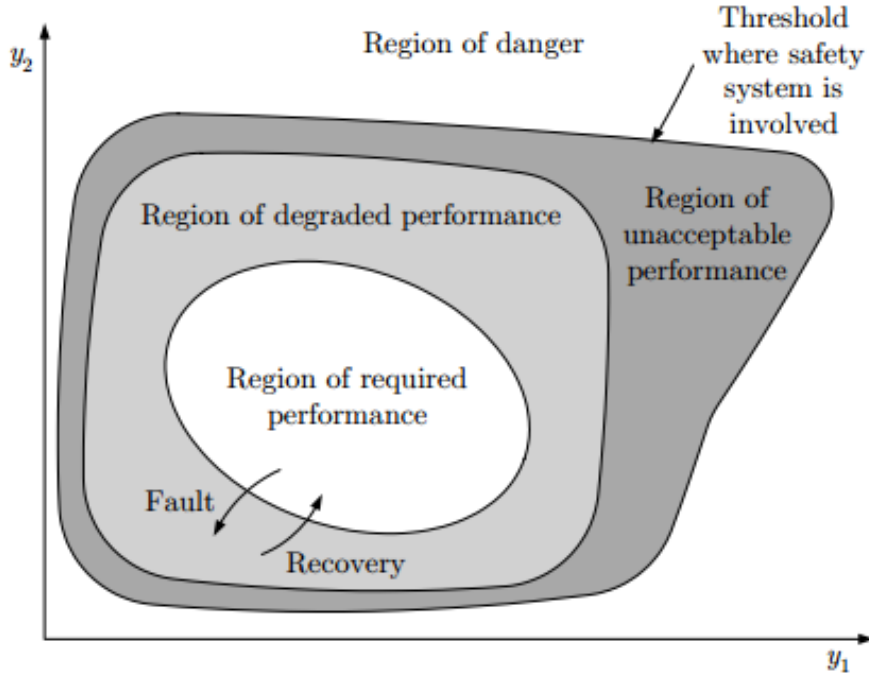 y₂
Region of danger
Threshold
where safety
system is
involved
Region of degraded performance
Region of
unacceptable
performance
Region of required
performance
Fault
Recovery
y₁